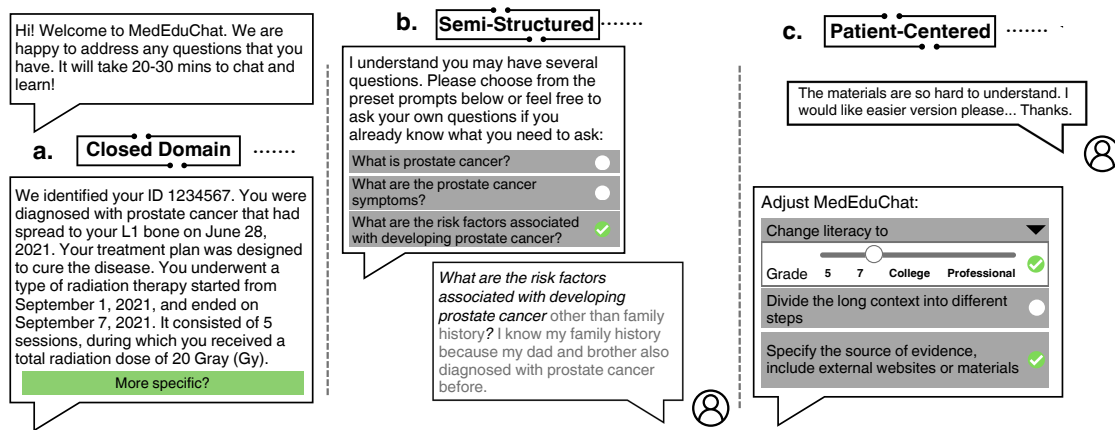 Hi! Welcome to MedEduChat. We are
happy to address any questions that you
have. It will take 20-30 mins to chat and
learn!
a. Closed Domain .......
We identified your ID 1234567. You were
diagnosed with prostate cancer that had
spread to your L1 bone on June 28,
2021. Your treatment plan was designed
to cure the disease. You underwent a
type of radiation therapy started from
September 1, 2021, and ended on
September 7, 2021. It consisted of 5
sessions, during which you received a
total radiation dose of 20 Gray (Gy).
More specific?
b. Semi-Structured .......
I understand you may have several
questions. Please choose from the
preset prompts below or feel free to
ask your own questions if you
already know what you need to ask:
What is prostate cancer?
What are the prostate cancer
symptoms?
What are the risk factors associated
with developing prostate cancer?
What are the risk factors
associated with developing
prostate cancer other than family
history? I know my family history
because my dad and brother also
diagnosed with prostate cancer
before.
c. Patient-Centered .......
The materials are so hard to understand. I
would like easier version please... Thanks.
Adjust MedEduChat:
Change literacy to
Grade 5 7 College Professional
Divide the long context into different
steps
Specify the source of evidence,
include external websites or materials